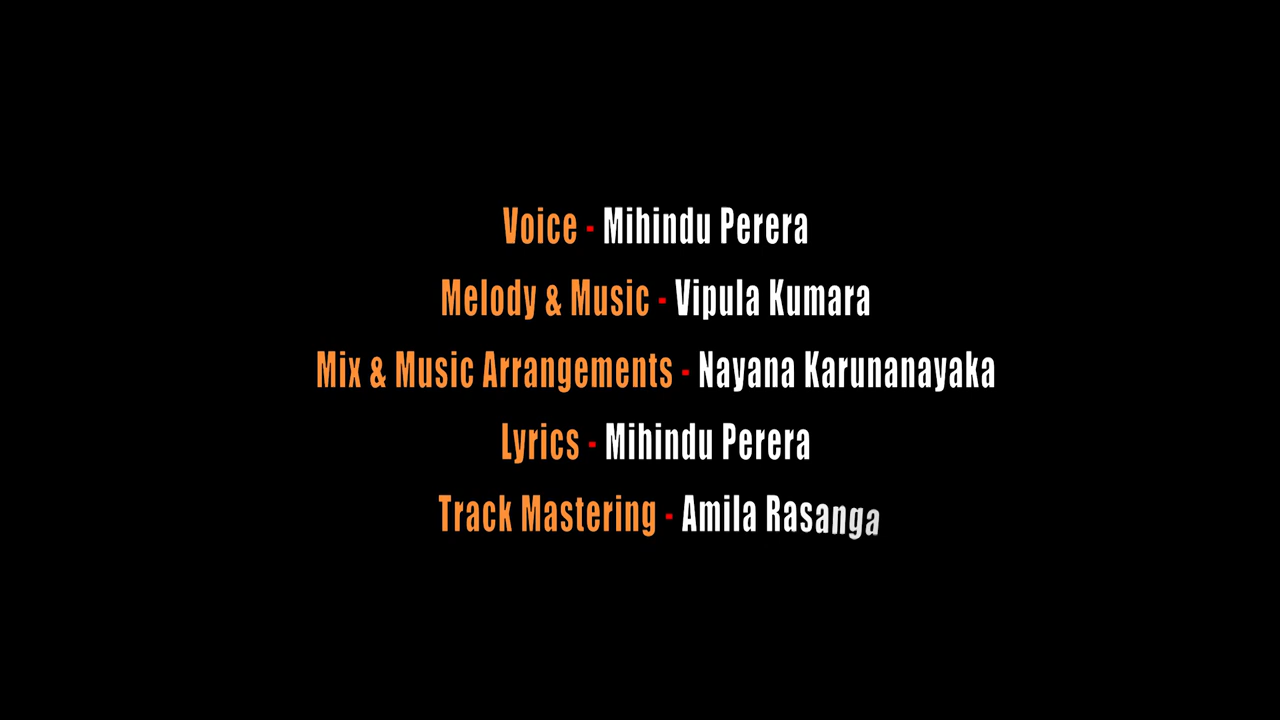 Voice - Mihindu Perera
Melody & Music - Vipula Kumara
Mix & Music Arrangements - Nayana Karunanayaka
Lyrics - Mihindu Perera
Track Mastering - Amila Rasanga